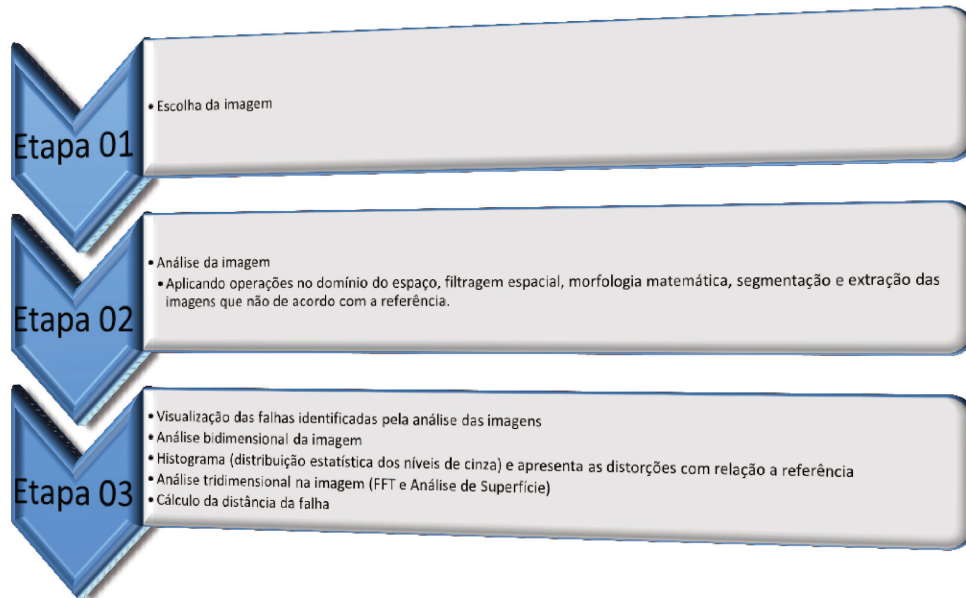 Etapa 01
• Escolha da imagem
Etapa 02
• Análise da imagem
• Aplicando operações no domínio do espaço, filtragem espacial, morfologia matemática, segmentação e extração das
imagens que não de acordo com a referência.
Etapa 03
• Visualização das falhas identificadas pela análise das imagens
• Análise bidimensional da imagem
• Histograma (distribuição estatística dos níveis de cinza) e apresenta as distorções com relação a referência
• Análise tridimensional na imagem (FFT e Análise de Superfície)
• Cálculo da distância da falha